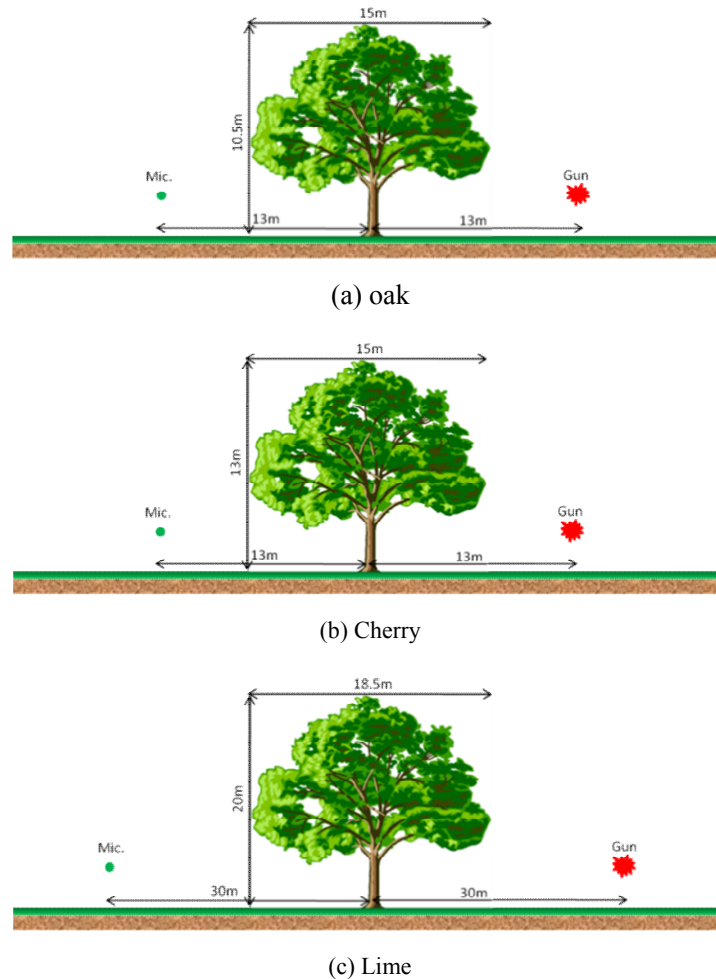 15m
10.5m
Mic.
Gun
13m
13m
(a) oak
15m
13m
Mic.
Gun
13m
13m
(b) Cherry
18.5m
20m
Mic.
Gun
30m
30m
(c) Lime